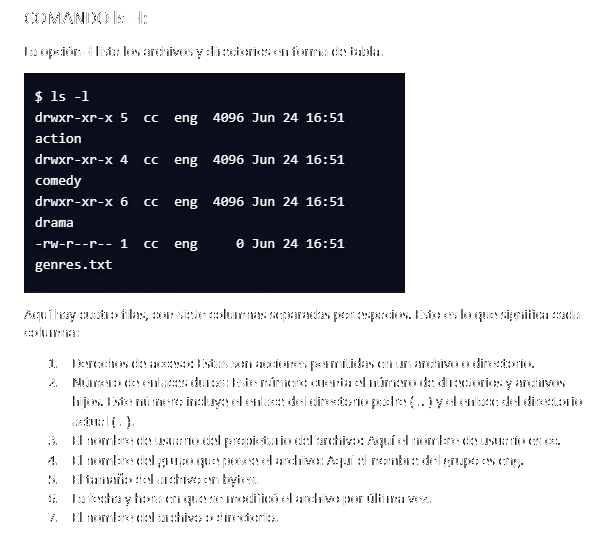 COMANDO ls -l:
La opción -l lista los archivos y directorios en forma de tabla.
$ ls -l
drwxr-xr-x 5 cc eng 4096 Jun 24 16:51
action
drwxr-xr-x 4 cc eng 4096 Jun 24 16:51
comedy
drwxr-xr-x 6 cc eng 4096 Jun 24 16:51
drama
-rw-r--r-- 1 cc eng 0 Jun 24 16:51
genres.txt
Aquí hay cuatro filas, con siete columnas separadas por espacios. Esto es lo que significa cada
columna:
1. Derechos de acceso: Estas son acciones permitidas en un archivo o directorio.
2. Número de enlaces duros: Este número cuenta el número de directorios y archivos
hijos. Este número incluye el enlace del directorio padre ( .. ) y el enlace del directorio
actual ( . ).
3. El nombre de usuario del propietario del archivo: Aquí el nombre de usuario es cc.
4. El nombre del grupo que posee el archivo: Aquí el nombre del grupo es eng.
5. El tamaño del archivo en bytes.
6. La fecha y hora en que se modificó el archivo por última vez.
7. El nombre del archivo o directorio.